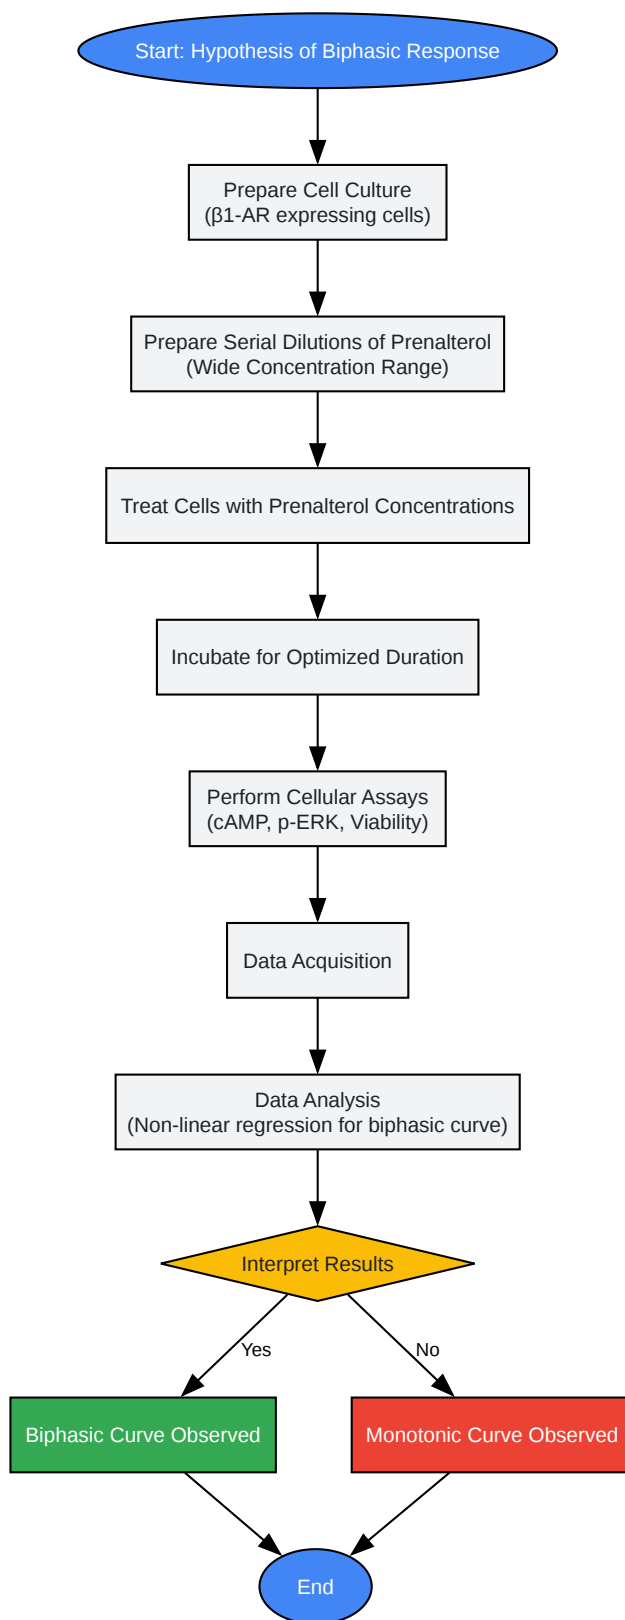 Start: Hypothesis of Biphasic Response
Prepare Cell Culture
(β1-AR expressing cells)
Prepare Serial Dilutions of Prenalterol
(Wide Concentration Range)
Treat Cells with Prenalterol Concentrations
Incubate for Optimized Duration
Perform Cellular Assays
(cAMP, p-ERK, Viability)
Data Acquisition
Data Analysis
(Non-linear regression for biphasic curve)
Interpret Results
Yes
No
Biphasic Curve Observed
Monotonic Curve Observed
End